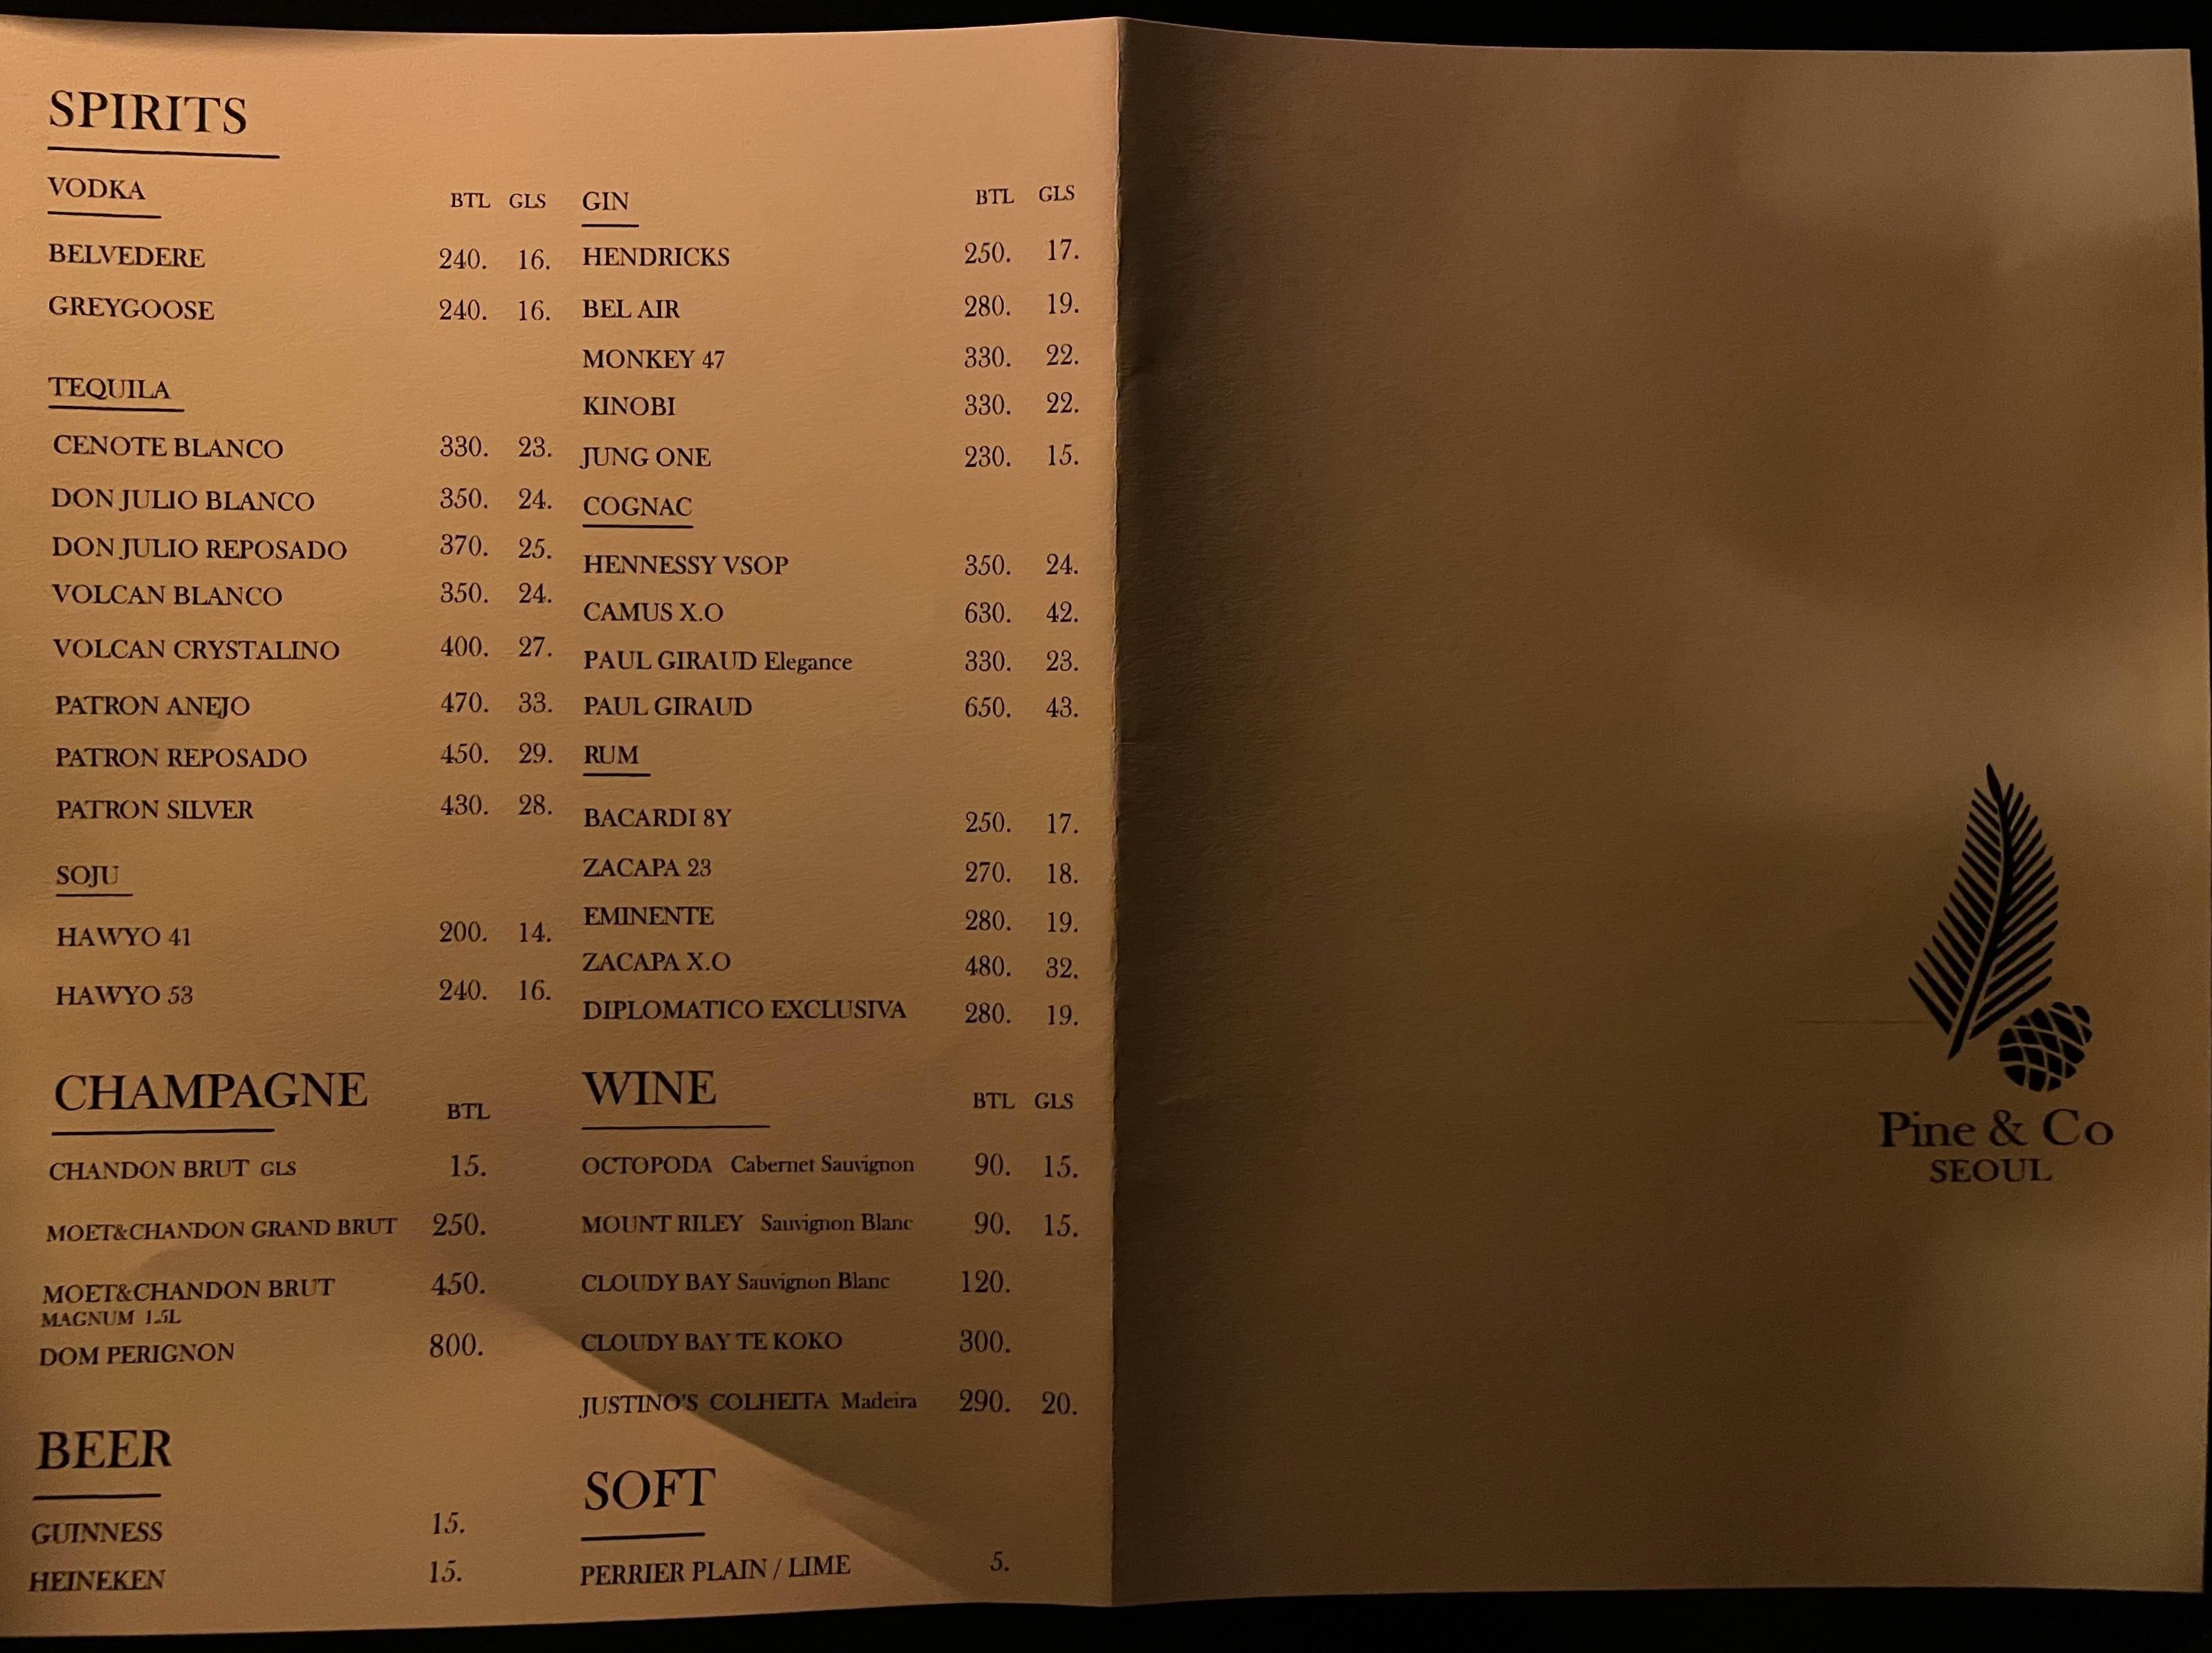 SPIRITS
VODKA BTL GLS
BELVEDERE 240. 16.
GREYGOOSE 240. 16.
TEQUILA
CENOTE BLANCO 330. 23.
DON JULIO BLANCO 350. 24.
DON JULIO REPOSADO 370. 25.
VOLCAN BLANCO 350. 24.
VOLCAN CRYSTALINO 400. 27.
PATRON ANEJO 470. 33.
PATRON REPOSADO 450. 29.
PATRON SILVER 430. 28.
SOJU
HAWYO 41 200. 14.
HAWYO 53 240. 16.
CHAMPAGNE BTL
CHANDON BRUT GLS 15.
MOET&CHANDON GRAND BRUT 250.
MOET&CHANDON BRUT 450.
MAGNUM 1.5L
DOM PERIGNON 800.
BEER
GUINNESS 15.
HEINEKEN 15.
GIN BTL GLS
HENDRICKS 250. 17.
BEL AIR 280. 19.
MONKEY 47 330. 22.
KINOBI 330. 22.
JUNG ONE 230. 15.
COGNAC
HENNESSY VSOP 350. 24.
CAMUS X.O 630. 42.
PAUL GIRAUD Elegance 330. 23.
PAUL GIRAUD 650. 43.
RUM
BACARDI 8Y 250. 17.
ZACAPA 23 270. 18.
EMINENTE 280. 19.
ZACAPA X.O 480. 32.
DIPLOMATICO EXCLUSIVA 280. 19.
WINE BTL GLS
OCTOPODA Cabernet Sauvignon 90. 15.
MOUNT RILEY Sauvignon Blanc 90. 15.
CLOUDY BAY Sauvignon Blanc 120.
CLOUDY BAY TE KOKO 300.
JUSTINO'S COLHEITA Madeira 290. 20.
SOFT
PERRIER PLAIN / LIME 5.
Pine & Co
SEOUL